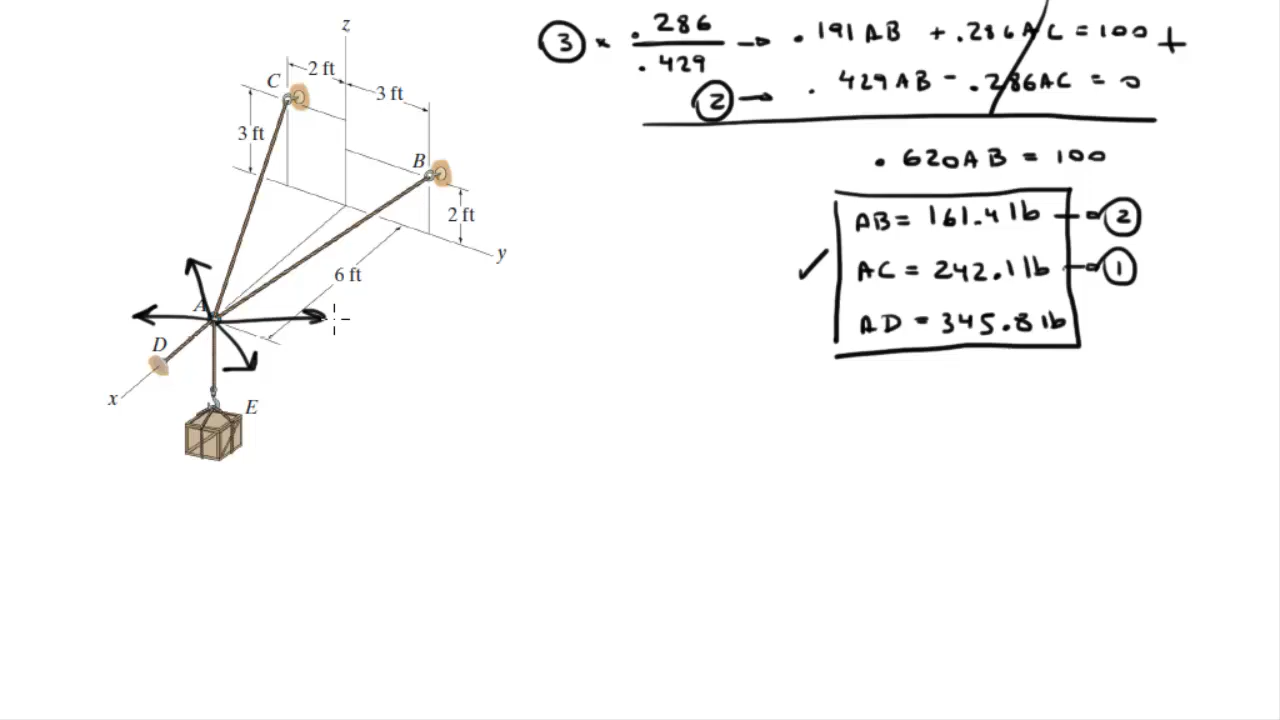 z
C
2 ft
3 ft
3 ft
B
2 ft
y
6 ft
A
D
x
E
③ × .286/.429 → .191AB + .286AC = 100 +
② → .429AB - .286AC = 0
.620AB = 100
AB = 161.4 lb → ②
✓ AC = 242.1 lb → ①
AD = 345.8 lb